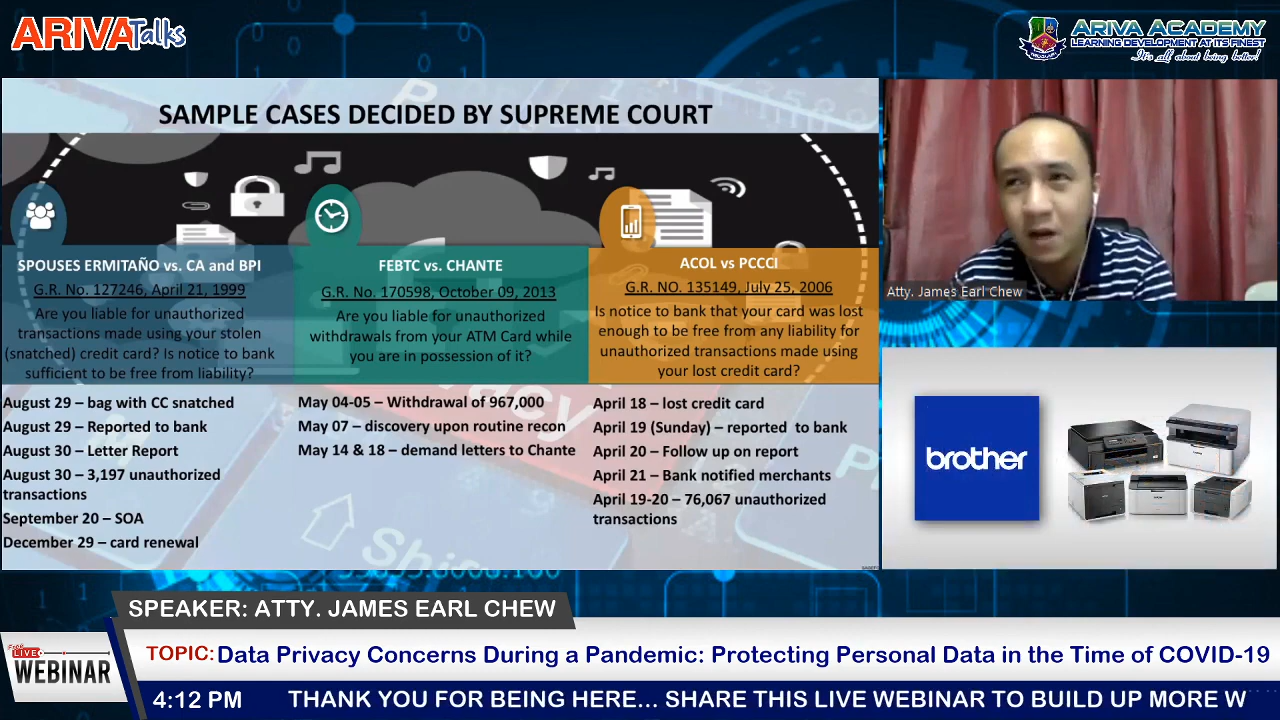 ARIVA Talks
ARIVA ACADEMY
LEARNING DEVELOPMENT AT ITS FINEST
It's all about being better!
SAMPLE CASES DECIDED BY SUPREME COURT
SPOUSES ERMITAÑO vs. CA and BPI
G.R. No. 127246, April 21, 1999
Are you liable for unauthorized
transactions made using your stolen
(snatched) credit card? Is notice to bank
sufficient to be free from liability?
August 29 – bag with CC snatched
August 29 – Reported to bank
August 30 – Letter Report
August 30 – 3,197 unauthorized
transactions
September 20 – SOA
December 29 – card renewal
FEBTC vs. CHANTE
G.R. No. 170598, October 09, 2013
Are you liable for unauthorized
withdrawals from your ATM Card while
you are in possession of it?
May 04-05 – Withdrawal of 967,000
May 07 – discovery upon routine recon
May 14 & 18 – demand letters to Chante
ACOL vs PCCCI
G.R. NO. 135149, July 25, 2006
Is notice to bank that your card was lost
enough to be free from any liability for
unauthorized transactions made using
your lost credit card?
April 18 – lost credit card
April 19 (Sunday) – reported to bank
April 20 – Follow up on report
April 21 – Bank notified merchants
April 19-20 – 76,067 unauthorized
transactions
Shift
Atty. James Earl Chew
brother
SPEAKER: ATTY. JAMES EARL CHEW
Free LIVE
WEBINAR
TOPIC: Data Privacy Concerns During a Pandemic: Protecting Personal Data in the Time of COVID-19
4:12 PM THANK YOU FOR BEING HERE... SHARE THIS LIVE WEBINAR TO BUILD UP MORE W